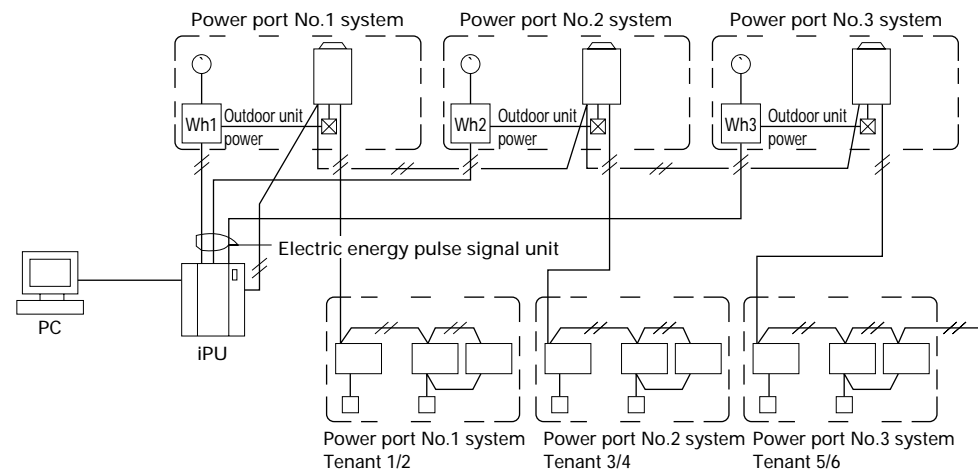 Power port No.1 system
Power port No.2 system
Power port No.3 system
Wh1
Outdoor unit
power
Wh2
Outdoor unit
power
Wh3
Outdoor unit
power
Electric energy pulse signal unit
PC
iPU
Power port No.1 system
Tenant 1/2
Power port No.2 system
Tenant 3/4
Power port No.3 system
Tenant 5/6